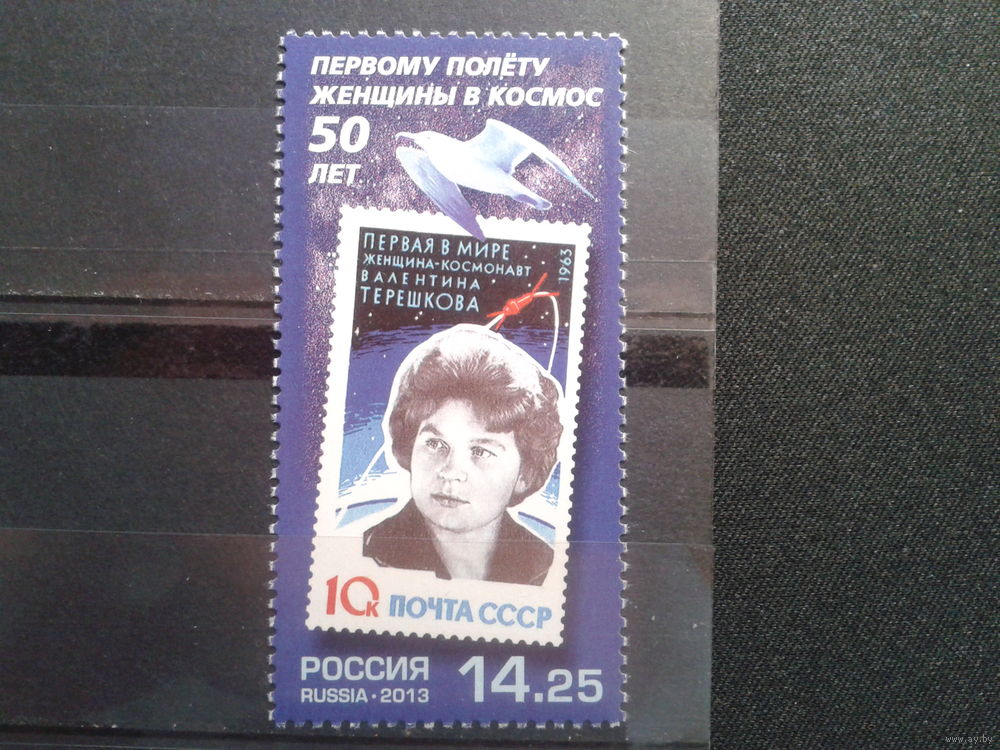 ПЕРВОМУ ПОЛЁТУ
ЖЕНЩИНЫ В КОСМОС
50
ЛЕТ
ПЕРВАЯ В МИРЕ
ЖЕНЩИНА-КОСМОНАВТ
ВАЛЕНТИНА
ТЕРЕШКОВА
1963
10к ПОЧТА СССР
РОССИЯ 14.25
RUSSIA · 2013
www.ay.by